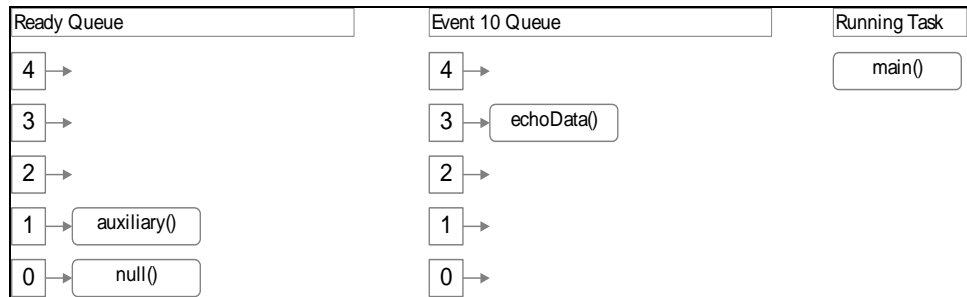 Ready Queue Event 10 Queue Running Task
4 4 main()
3 3 echoData()
2 2
1 auxiliary() 1
0 null() 0